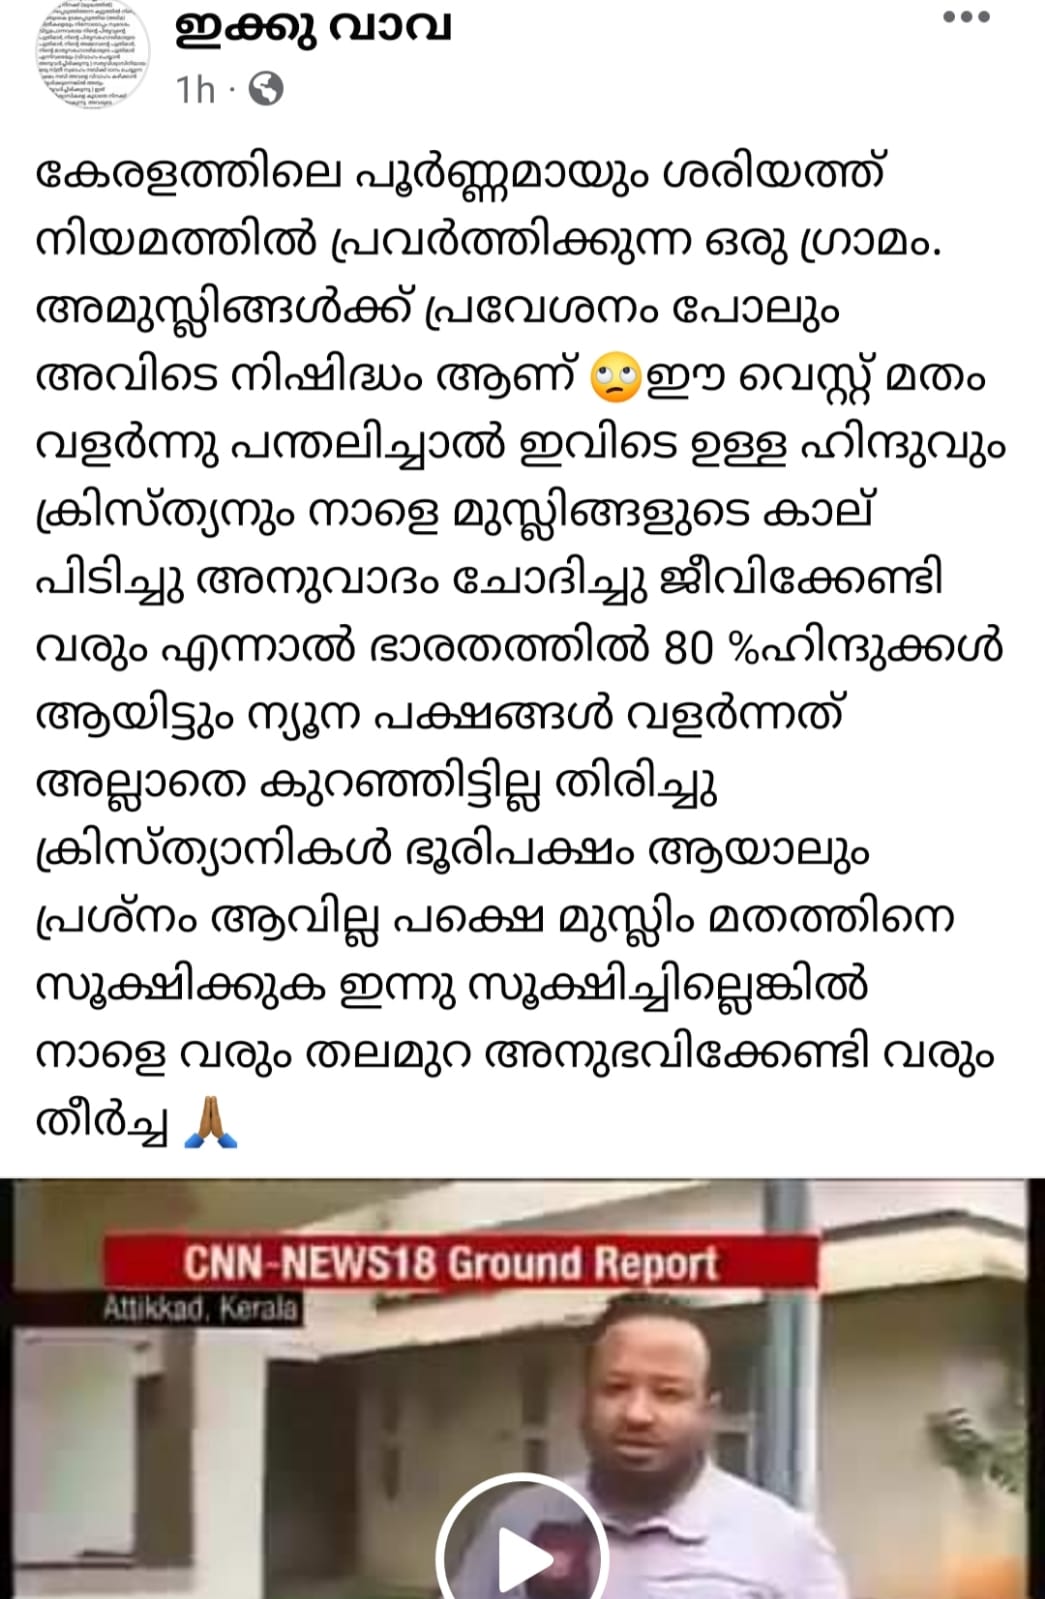 ഇക്കു വാവ
1h
കേരളത്തിലെ പൂർണ്ണമായും ശരിയത്ത്
നിയമത്തിൽ പ്രവർത്തിക്കുന്ന ഒരു ഗ്രാമം.
അമുസ്ലിങ്ങൾക്ക് പ്രവേശനം പോലും
അവിടെ നിഷിദ്ധം ആണ് 🙄ഈ വെസ്റ്റ് മതം
വളർന്നു പന്തലിച്ചാൽ ഇവിടെ ഉള്ള ഹിന്ദുവും
ക്രിസ്ത്യനും നാളെ മുസ്ലിങ്ങളുടെ കാല്
പിടിച്ചു അനുവാദം ചോദിച്ചു ജീവിക്കേണ്ടി
വരും എന്നാൽ ഭാരതത്തിൽ 80 %ഹിന്ദുക്കൾ
ആയിട്ടും ന്യൂന പക്ഷങ്ങൾ വളർന്നത്
അല്ലാതെ കുറഞ്ഞിട്ടില്ല തിരിച്ചു
ക്രിസ്ത്യാനികൾ ഭൂരിപക്ഷം ആയാലും
പ്രശ്നം ആവില്ല പക്ഷെ മുസ്ലിം മതത്തിനെ
സൂക്ഷിക്കുക ഇന്നു സൂക്ഷിച്ചില്ലെങ്കിൽ
നാളെ വരും തലമുറ അനുഭവിക്കേണ്ടി വരും
തീർച്ച 🙏🏾
CNN-NEWS18 Ground Report
Attikkad, Kerala